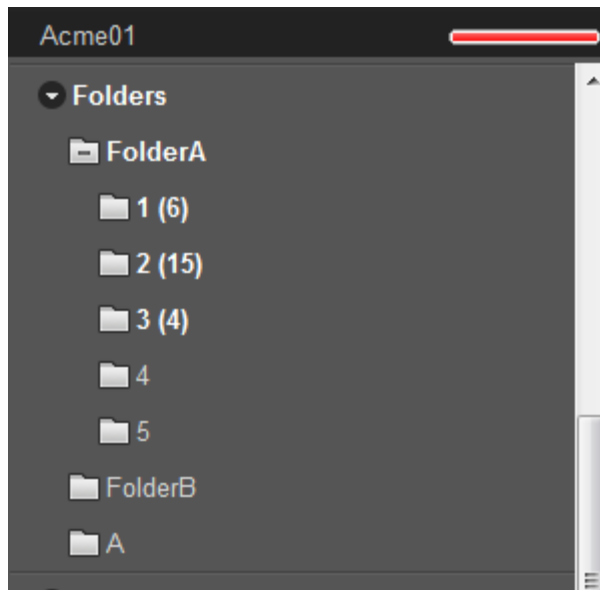 Acme01
Folders
FolderA
1 (6)
2 (15)
3 (4)
4
5
FolderB
A